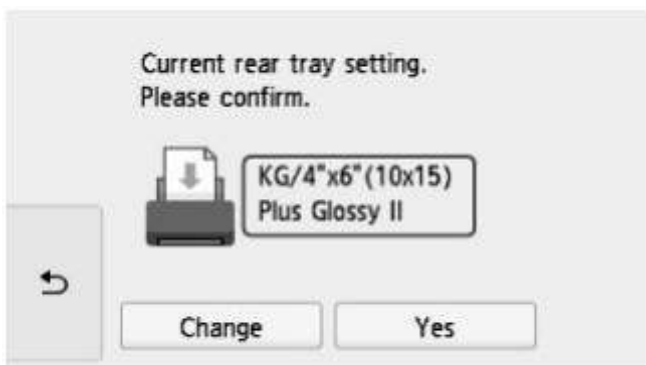 Current rear tray setting.
Please confirm.
KG/4"x6"(10x15)
Plus Glossy II
Change
Yes